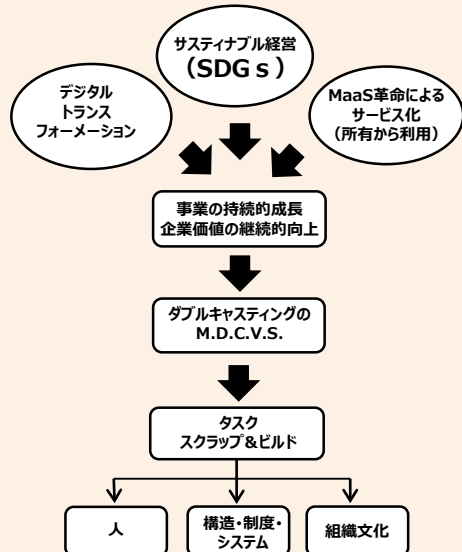 サスティナブル経営
（SDGｓ）
デジタル
トランス
フォーメーション
MaaS革命による
サービス化
（所有から利用）
事業の持続的成長
企業価値の継続的向上
ダブルキャスティングの
M.D.C.V.S.
タスク
スクラップ＆ビルド
人
構造・制度・
システム
組織文化